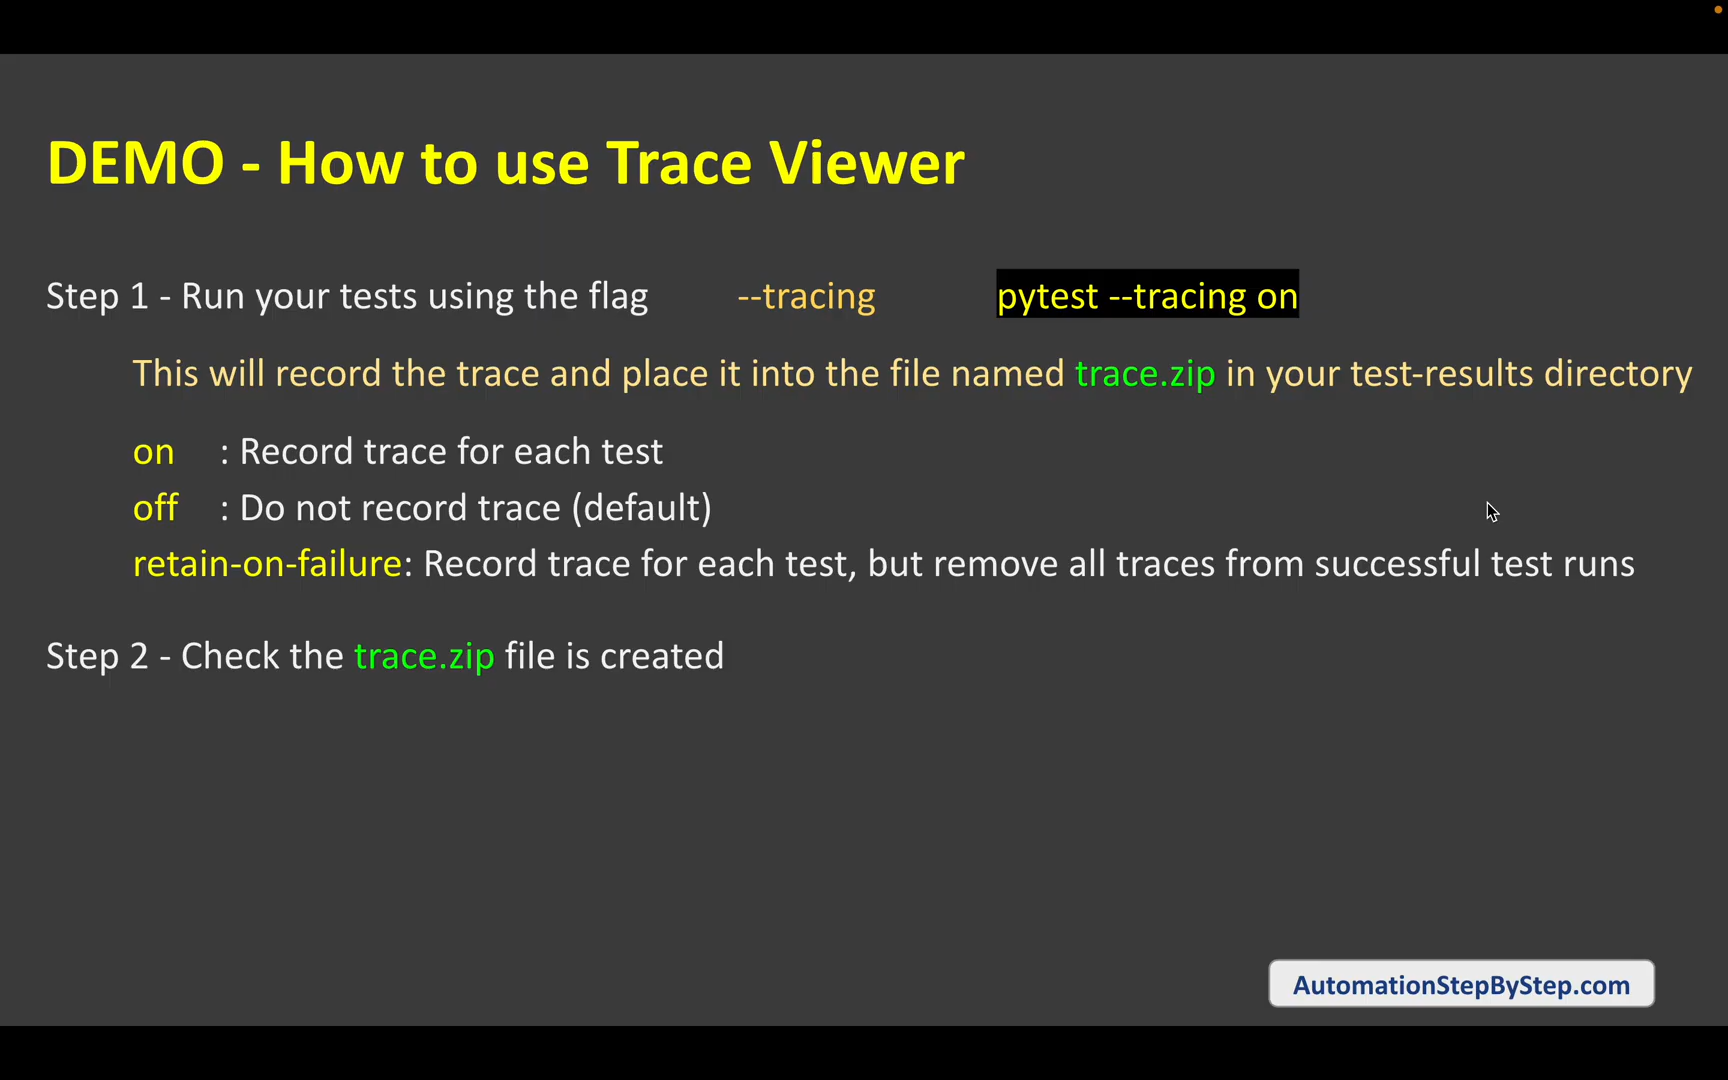 DEMO - How to use Trace Viewer
Step 1 - Run your tests using the flag --tracing pytest --tracing on
This will record the trace and place it into the file named trace.zip in your test-results directory
on : Record trace for each test
off : Do not record trace (default)
retain-on-failure: Record trace for each test, but remove all traces from successful test runs
Step 2 - Check the trace.zip file is created
AutomationStepByStep.com